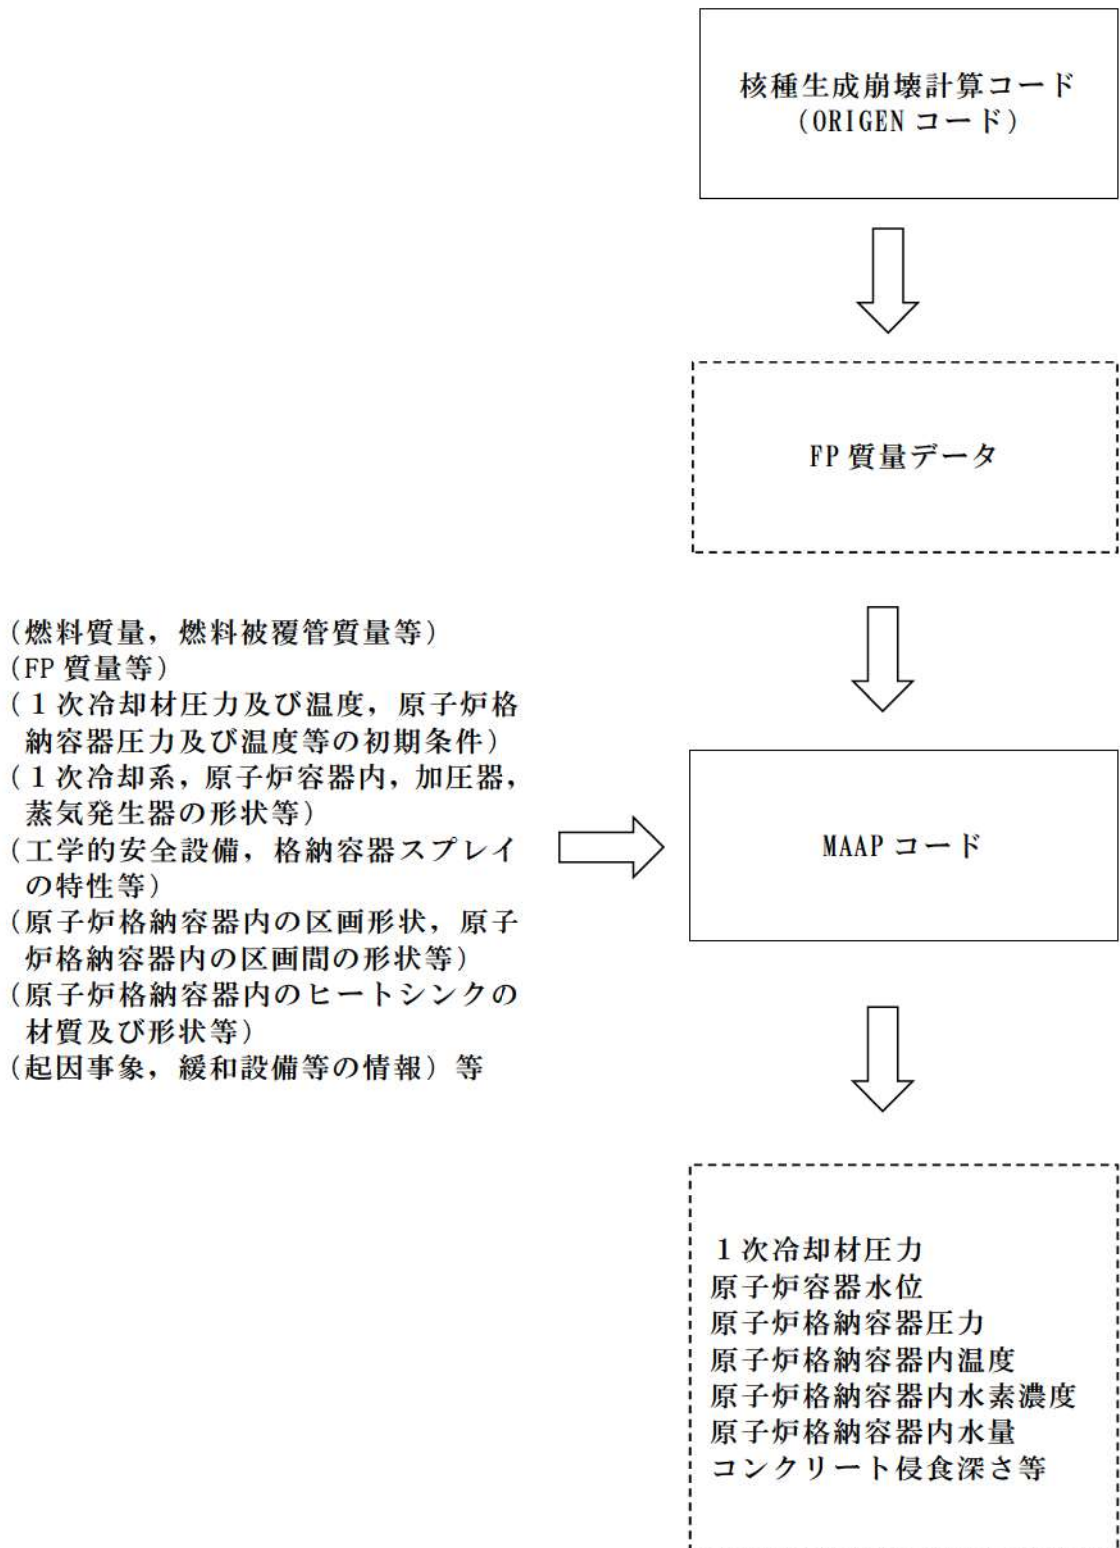 核種生成崩壊計算コード
(ORIGEN コード)
FP 質量データ
(燃料質量，燃料被覆管質量等)
(FP 質量等)
(１次冷却材圧力及び温度，原子炉格
納容器圧力及び温度等の初期条件)
(１次冷却系，原子炉容器内，加圧器，
蒸気発生器の形状等)
(工学的安全設備，格納容器スプレイ
の特性等)
(原子炉格納容器内の区画形状，原子
炉格納容器内の区画間の形状等)
(原子炉格納容器内のヒートシンクの
材質及び形状等)
(起因事象，緩和設備等の情報) 等
MAAP コード
１次冷却材圧力
原子炉容器水位
原子炉格納容器圧力
原子炉格納容器内温度
原子炉格納容器内水素濃度
原子炉格納容器内水量
コンクリート侵食深さ等